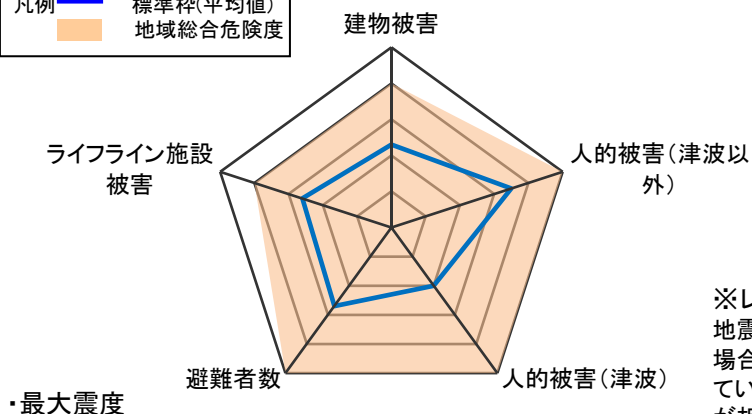 凡例 標準枠(平均値)
地域総合危険度
建物被害
ライフライン施設
被害
人的被害(津波以
外)
避難者数
人的被害(津波)
・最大震度
※レ
地震
場合
てい